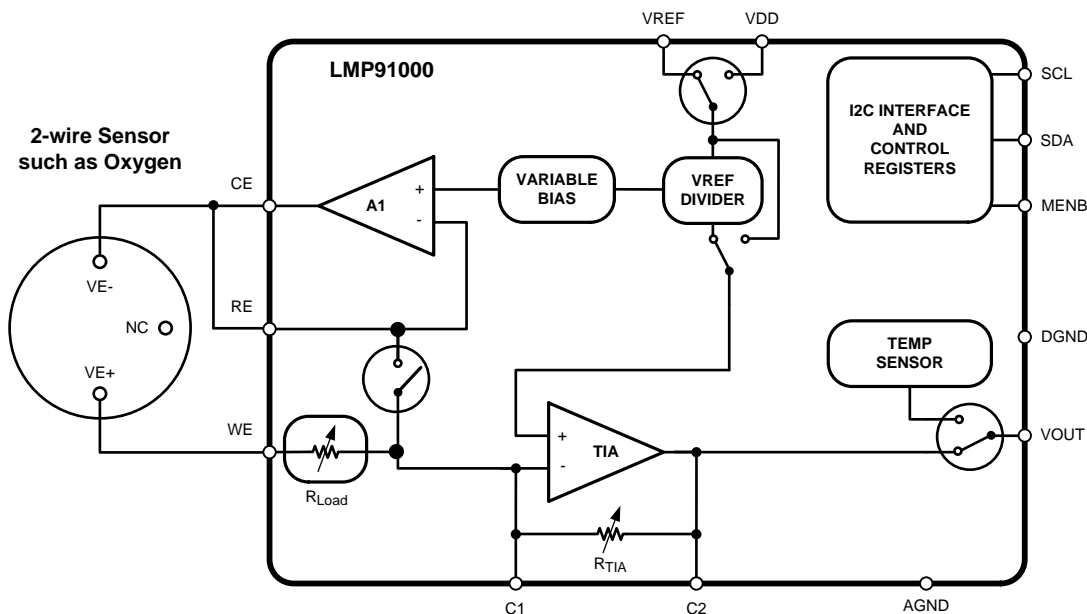 VREF
VDD
LMP91000
SCL
I2C INTERFACE
AND
CONTROL
REGISTERS
SDA
MENB
2-wire Sensor
such as Oxygen
CE
A1
+
-
VARIABLE
BIAS
VREF
DIVIDER
VE-
NC
VE+
RE
TEMP
SENSOR
DGND
WE
RLoad
+
-
TIA
VOUT
RTIA
C1
C2
AGND